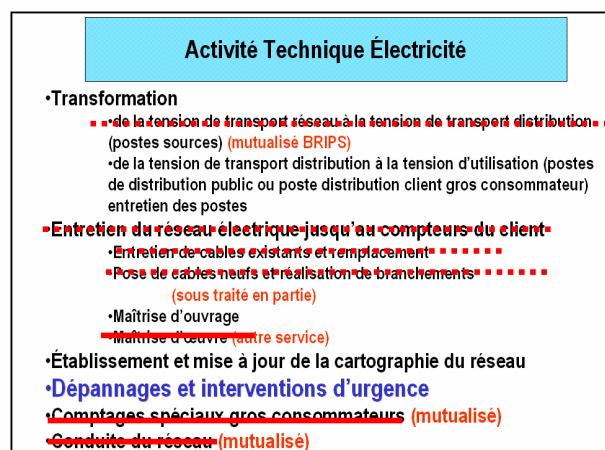 Activité Technique Électricité
•Transformation
•de la tension de transport réseau à la tension de transport distribution
(postes sources) (mutualisé BRIPS)
•de la tension de transport distribution à la tension d'utilisation (postes
de distribution public ou poste distribution client gros consommateur)
entretien des postes
•Entretien du réseau électrique jusqu'au compteurs du client
•Entretien de cables existants et remplacement
•Pose de cables neufs et réalisation de branchements
(sous traité en partie)
•Maîtrise d'ouvrage
•Maîtrise d'œuvre (autre service)
•Établissement et mise à jour de la cartographie du réseau
•Dépannages et interventions d'urgence
•Comptages spéciaux gros consommateurs (mutualisé)
•Conduite du réseau (mutualisé)